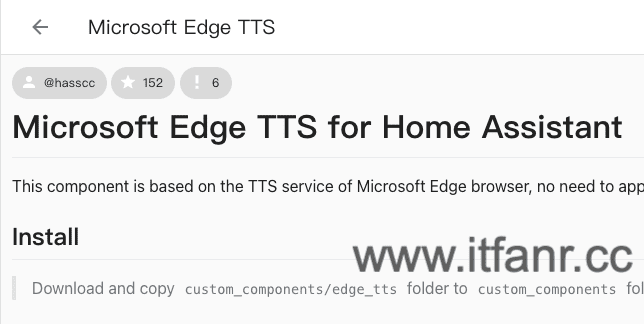 Microsoft Edge TTS
@hasscc 152 6
Microsoft Edge TTS for Home Assistant
This component is based on the TTS service of Microsoft Edge browser, no need to app
Install
www.itfanr.cc
Download and copy custom_components/edge_tts folder to custom_components fol